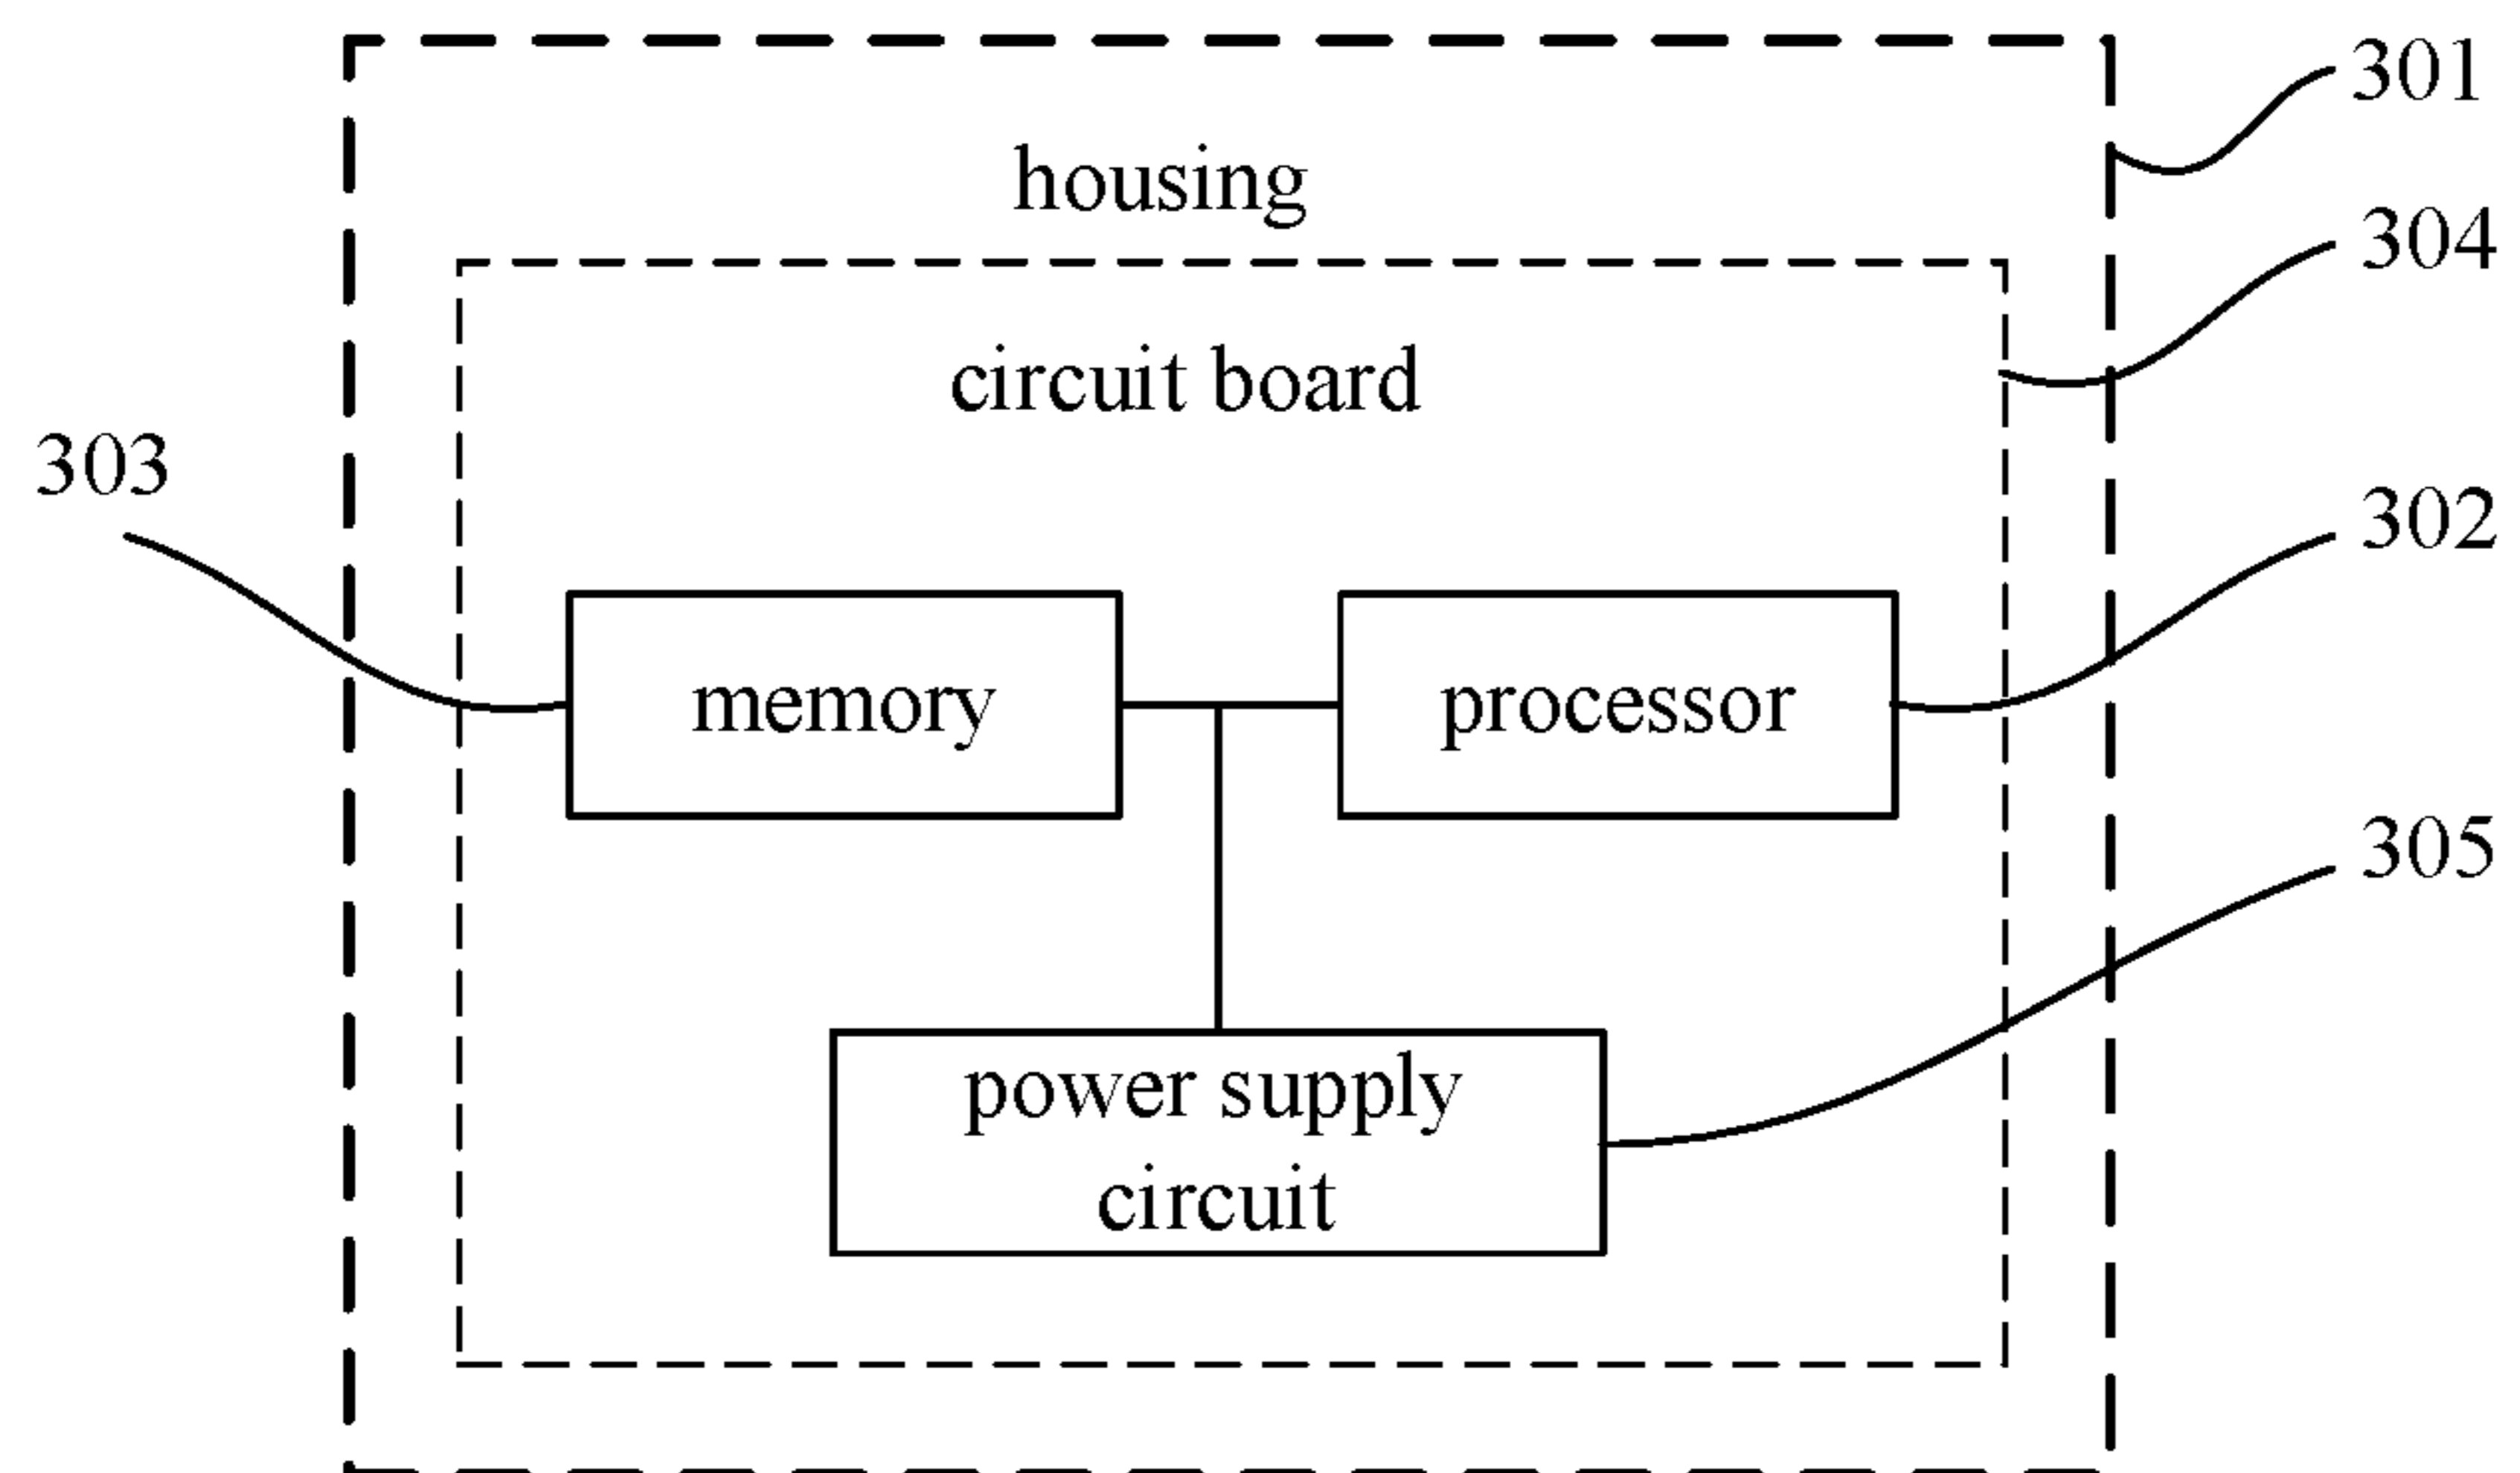 301
housing
304
circuit board
303
302
memory
processor
305
power supply
circuit